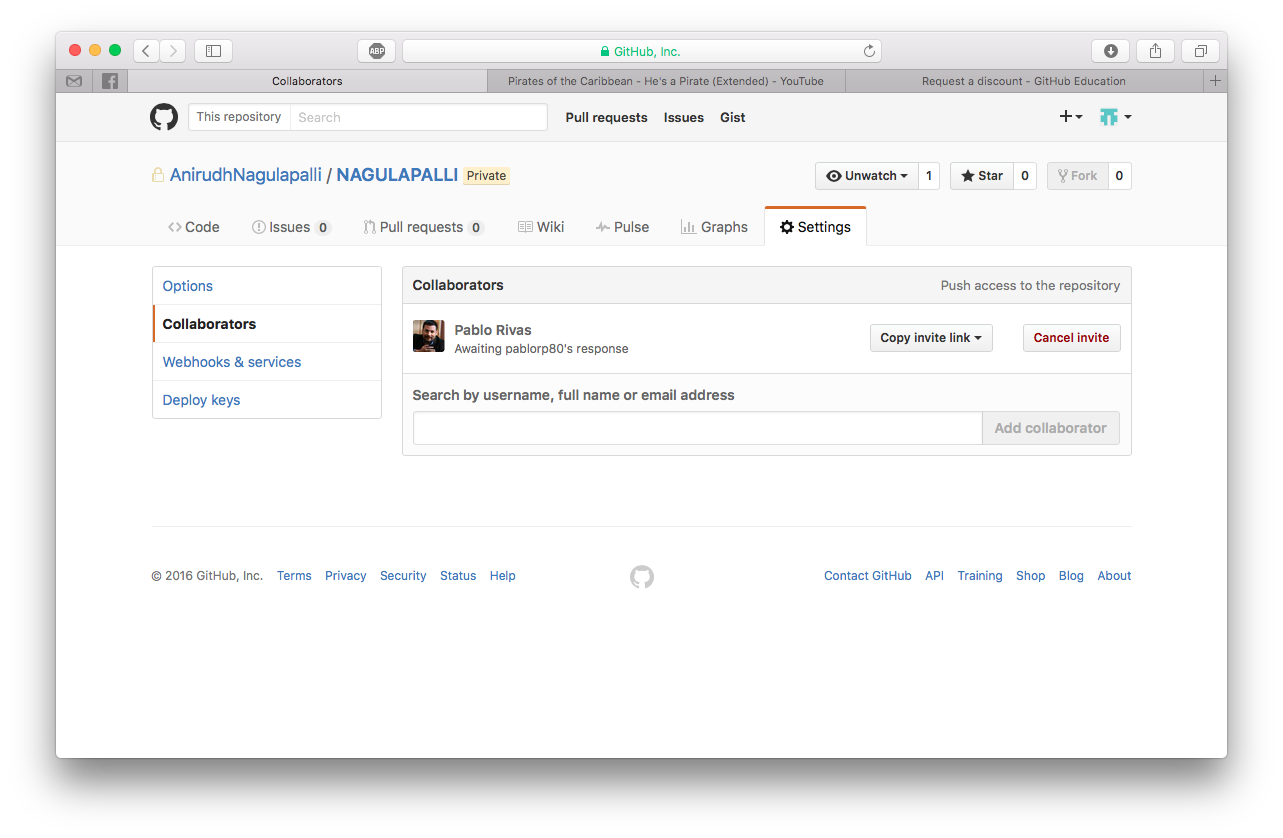 ABP
GitHub, Inc.
Collaborators
Pirates of the Caribbean - He's a Pirate (Extended) - YouTube
Request a discount - GitHub Education
This repository
Search
Pull requests
Issues
Gist
AnirudhNagulapalli / NAGULAPALLI Private
Unwatch 1
Star 0
Fork 0
Code
Issues 0
Pull requests 0
Wiki
Pulse
Graphs
Settings
Options
Collaborators
Webhooks & services
Deploy keys
Collaborators
Push access to the repository
Pablo Rivas
Awaiting pablorp80's response
Copy invite link
Cancel invite
Search by username, full name or email address
Add collaborator
© 2016 GitHub, Inc. Terms Privacy Security Status Help
Contact GitHub API Training Shop Blog About